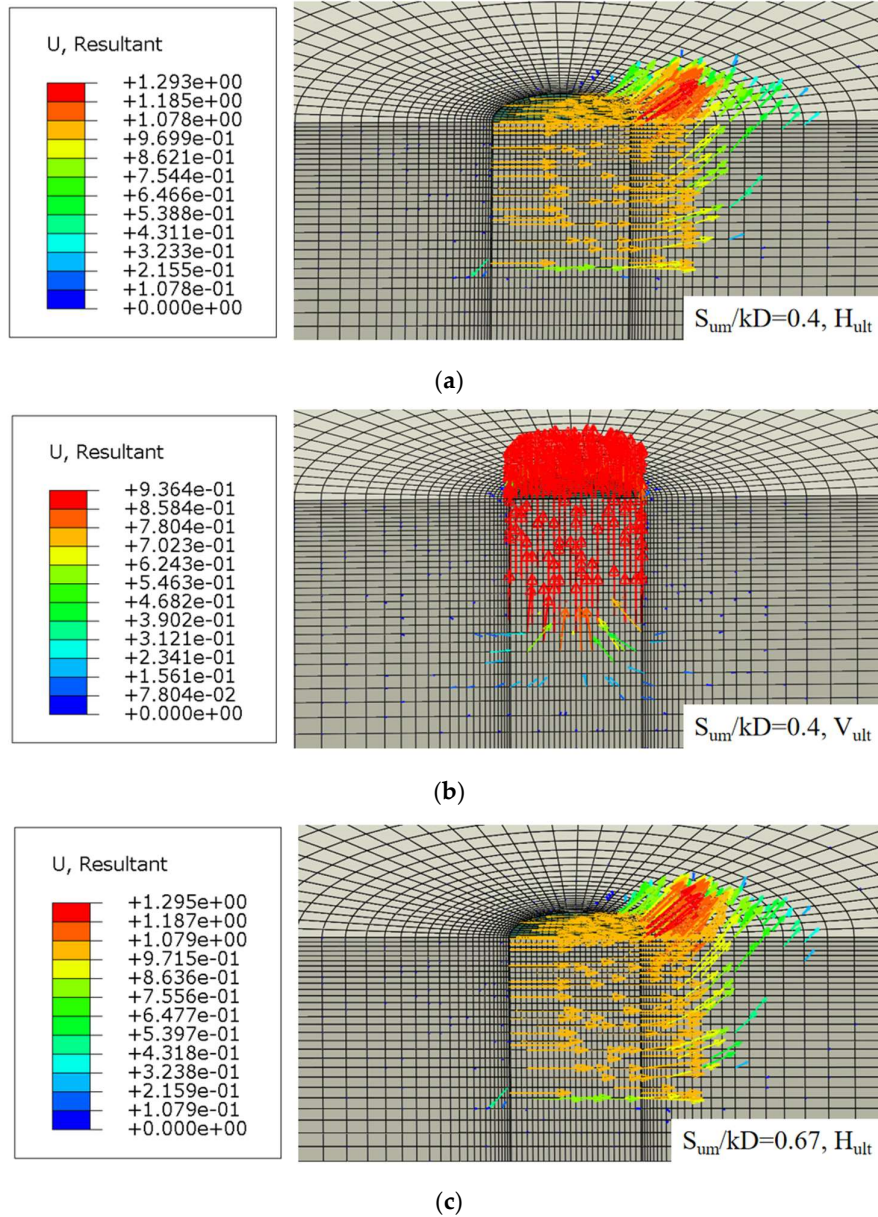 U, Resultant
+1.293e+00
+1.185e+00
+1.078e+00
+9.699e-01
+8.621e-01
+7.544e-01
+6.466e-01
+5.388e-01
+4.311e-01
+3.233e-01
+2.155e-01
+1.078e-01
+0.000e+00
S_um/kD=0.4, H_ult
(a)
U, Resultant
+9.364e-01
+8.584e-01
+7.804e-01
+7.023e-01
+6.243e-01
+5.463e-01
+4.682e-01
+3.902e-01
+3.121e-01
+2.341e-01
+1.561e-01
+7.804e-02
+0.000e+00
S_um/kD=0.4, V_ult
(b)
U, Resultant
+1.295e+00
+1.187e+00
+1.079e+00
+9.715e-01
+8.636e-01
+7.556e-01
+6.477e-01
+5.397e-01
+4.318e-01
+3.238e-01
+2.159e-01
+1.079e-01
+0.000e+00
S_um/kD=0.67, H_ult
(c)